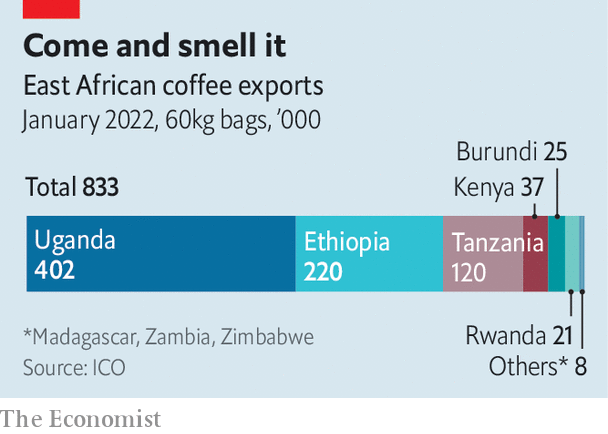 Come and smell it
East African coffee exports
January 2022, 60kg bags, ’000
Burundi 25
Total 833
Kenya 37
Uganda
402
Ethiopia
220
Tanzania
120
Rwanda 21
Others* 8
*Madagascar, Zambia, Zimbabwe
Source: ICO
The Economist